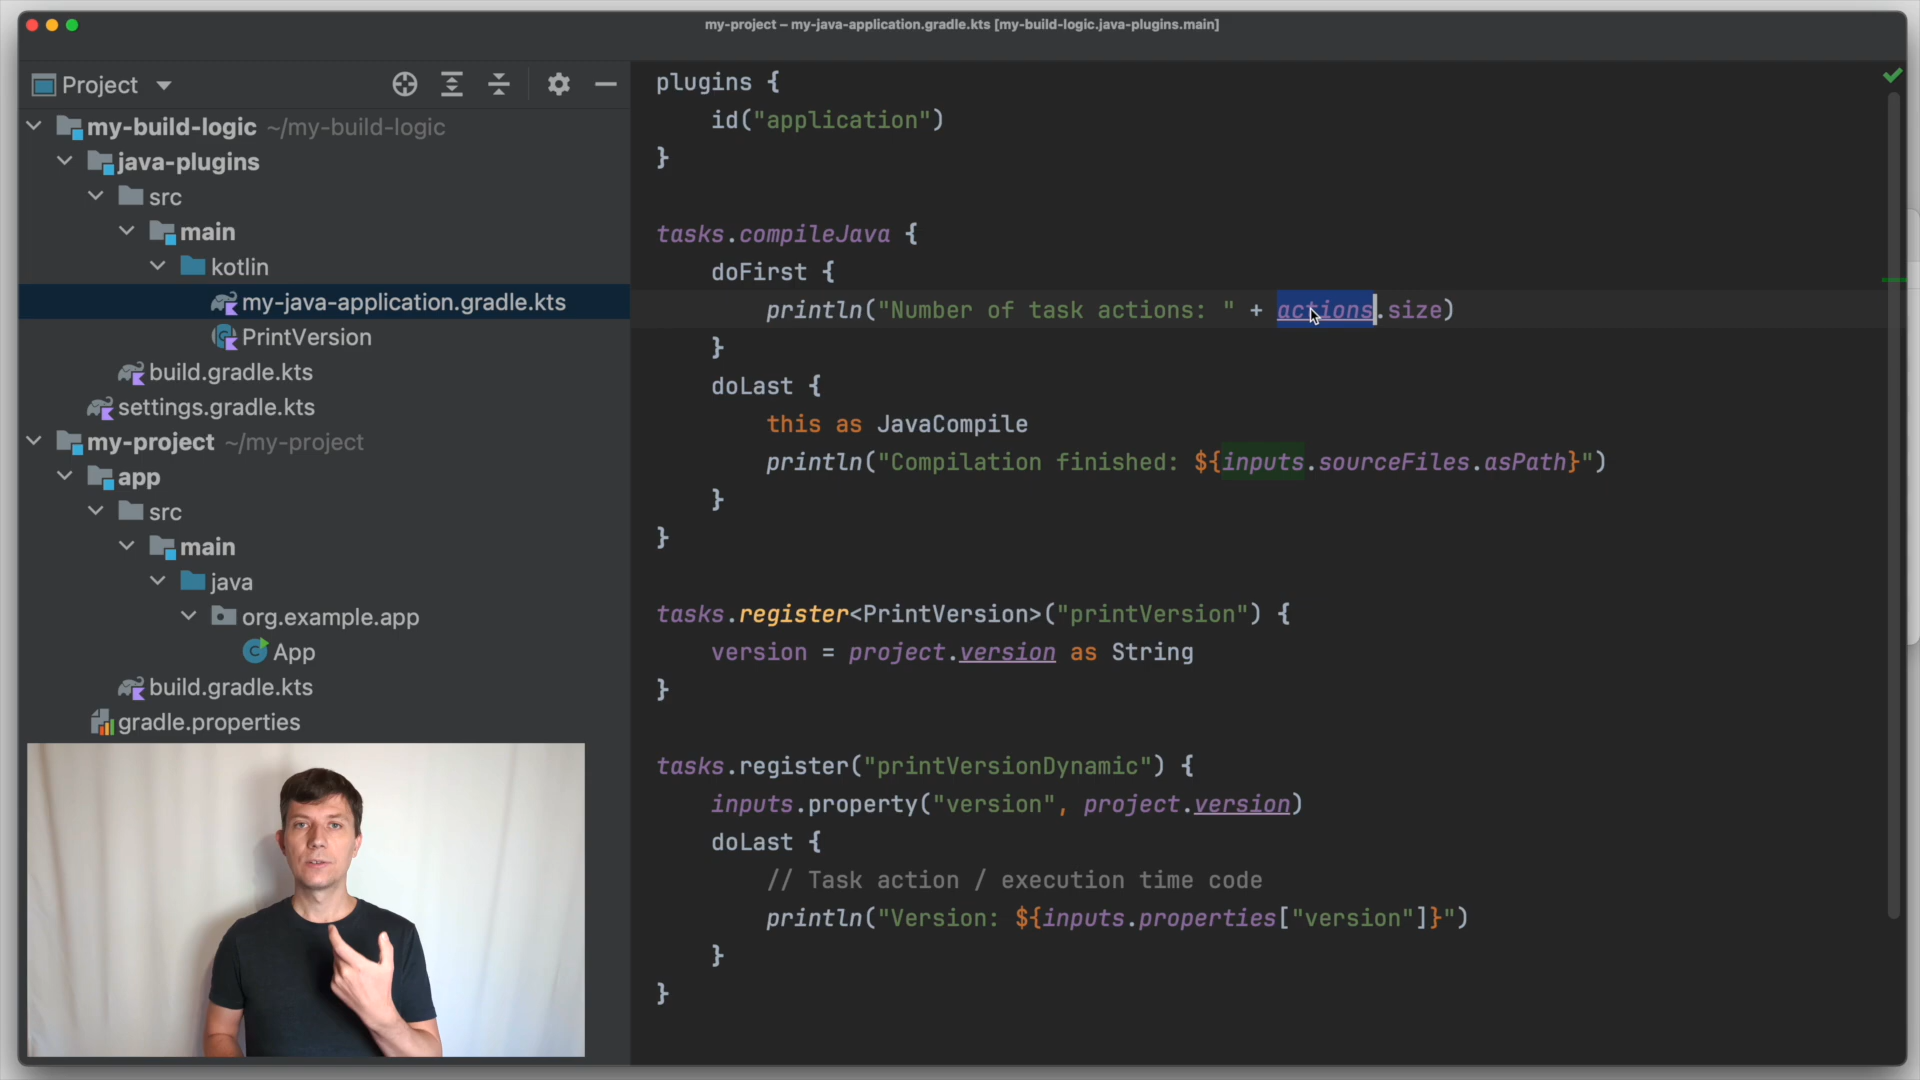 my-project – my-java-application.gradle.kts [my-build-logic.java-plugins.main]
Project
my-build-logic ~/my-build-logic
java-plugins
src
main
kotlin
my-java-application.gradle.kts
PrintVersion
build.gradle.kts
settings.gradle.kts
my-project ~/my-project
app
src
main
java
org.example.app
App
build.gradle.kts
gradle.properties
plugins {
    id("application")
}
tasks.compileJava {
    doFirst {
        println("Number of task actions: " + actions.size)
    }
    doLast {
        this as JavaCompile
        println("Compilation finished: ${inputs.sourceFiles.asPath}")
    }
}
tasks.register<PrintVersion>("printVersion") {
    version = project.version as String
}
tasks.register("printVersionDynamic") {
    inputs.property("version", project.version)
    doLast {
        // Task action / execution time code
        println("Version: ${inputs.properties["version"]}")
    }
}